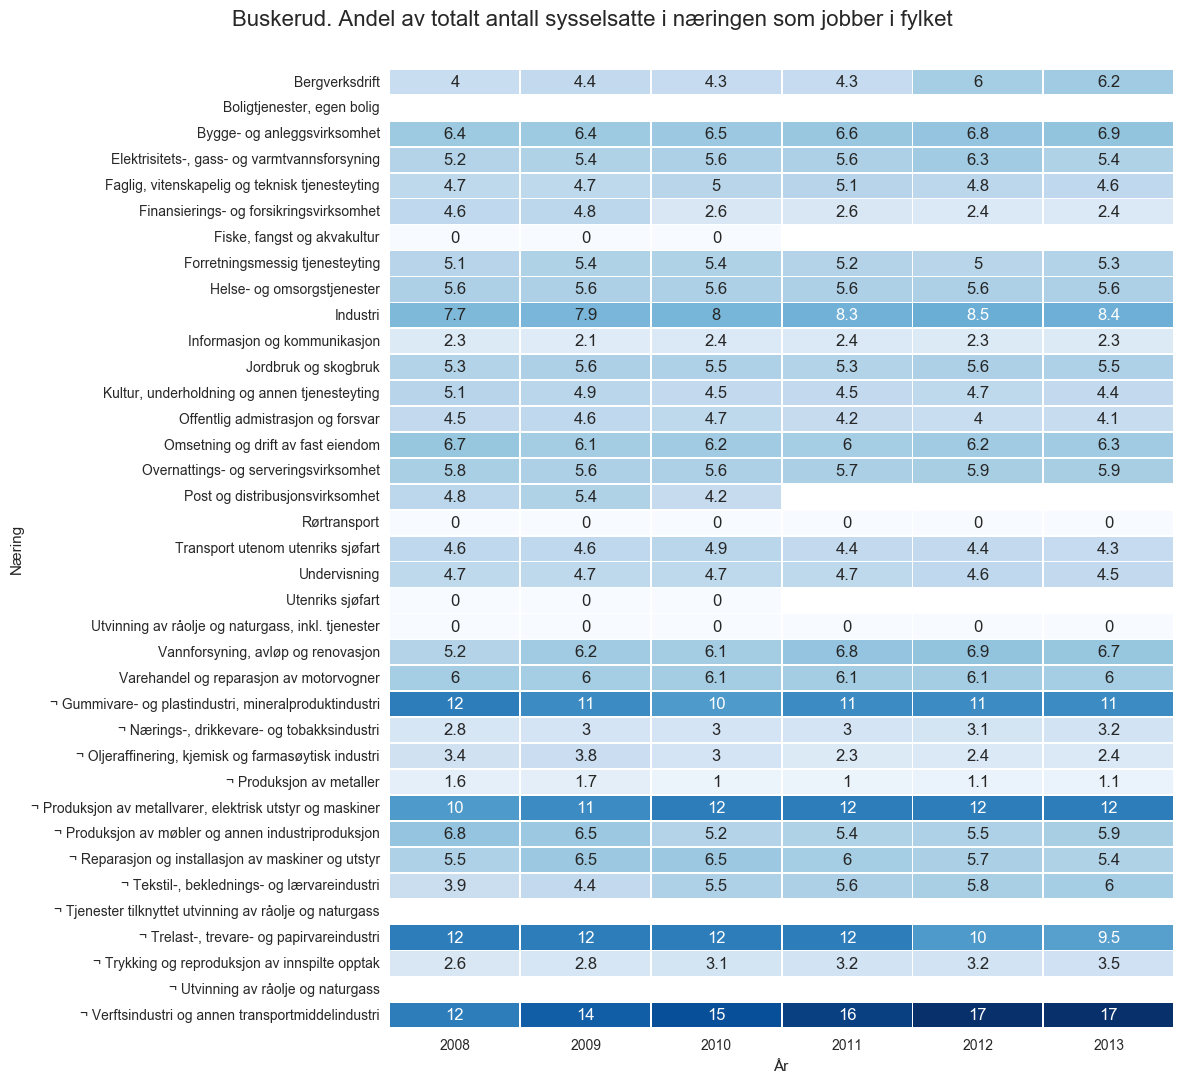 Buskerud. Andel av totalt antall sysselsatte i næringen som jobber i fylket
Bergverksdrift 4 4.4 4.3 4.3 6 6.2
Boligtjenester, egen bolig
Bygge- og anleggsvirksomhet 6.4 6.4 6.5 6.6 6.8 6.9
Elektrisitets-, gass- og varmtvannsforsyning 5.2 5.4 5.6 5.6 6.3 5.4
Faglig, vitenskapelig og teknisk tjenesteyting 4.7 4.7 5 5.1 4.8 4.6
Finansierings- og forsikringsvirksomhet 4.6 4.8 2.6 2.6 2.4 2.4
Fiske, fangst og akvakultur 0 0 0
Forretningsmessig tjenesteyting 5.1 5.4 5.4 5.2 5 5.3
Helse- og omsorgstjenester 5.6 5.6 5.6 5.6 5.6 5.6
Industri 7.7 7.9 8 8.3 8.5 8.4
Informasjon og kommunikasjon 2.3 2.1 2.4 2.4 2.3 2.3
Jordbruk og skogbruk 5.3 5.6 5.5 5.3 5.6 5.5
Kultur, underholdning og annen tjenesteyting 5.1 4.9 4.5 4.5 4.7 4.4
Offentlig admistrasjon og forsvar 4.5 4.6 4.7 4.2 4 4.1
Omsetning og drift av fast eiendom 6.7 6.1 6.2 6 6.2 6.3
Overnattings- og serveringsvirksomhet 5.8 5.6 5.6 5.7 5.9 5.9
Post og distribusjonsvirksomhet 4.8 5.4 4.2
Rørtransport 0 0 0 0 0 0
Transport utenom utenriks sjøfart 4.6 4.6 4.9 4.4 4.4 4.3
Undervisning 4.7 4.7 4.7 4.7 4.6 4.5
Utenriks sjøfart 0 0 0
Utvinning av råolje og naturgass, inkl. tjenester 0 0 0 0 0 0
Vannforsyning, avløp og renovasjon 5.2 6.2 6.1 6.8 6.9 6.7
Varehandel og reparasjon av motorvogner 6 6 6.1 6.1 6.1 6
¬ Gummivare- og plastindustri, mineralproduktindustri 12 11 10 11 11 11
¬ Nærings-, drikkevare- og tobakksindustri 2.8 3 3 3 3.1 3.2
¬ Oljeraffinering, kjemisk og farmasøytisk industri 3.4 3.8 3 2.3 2.4 2.4
¬ Produksjon av metaller 1.6 1.7 1 1 1.1 1.1
¬ Produksjon av metallvarer, elektrisk utstyr og maskiner 10 11 12 12 12 12
¬ Produksjon av møbler og annen industriproduksjon 6.8 6.5 5.2 5.4 5.5 5.9
¬ Reparasjon og installasjon av maskiner og utstyr 5.5 6.5 6.5 6 5.7 5.4
¬ Tekstil-, beklednings- og lærvareindustri 3.9 4.4 5.5 5.6 5.8 6
¬ Tjenester tilknyttet utvinning av råolje og naturgass
¬ Trelast-, trevare- og papirvareindustri 12 12 12 12 10 9.5
¬ Trykking og reproduksjon av innspilte opptak 2.6 2.8 3.1 3.2 3.2 3.5
¬ Utvinning av råolje og naturgass
¬ Verftsindustri og annen transportmiddelindustri 12 14 15 16 17 17
2008 2009 2010 2011 2012 2013
År
Næring